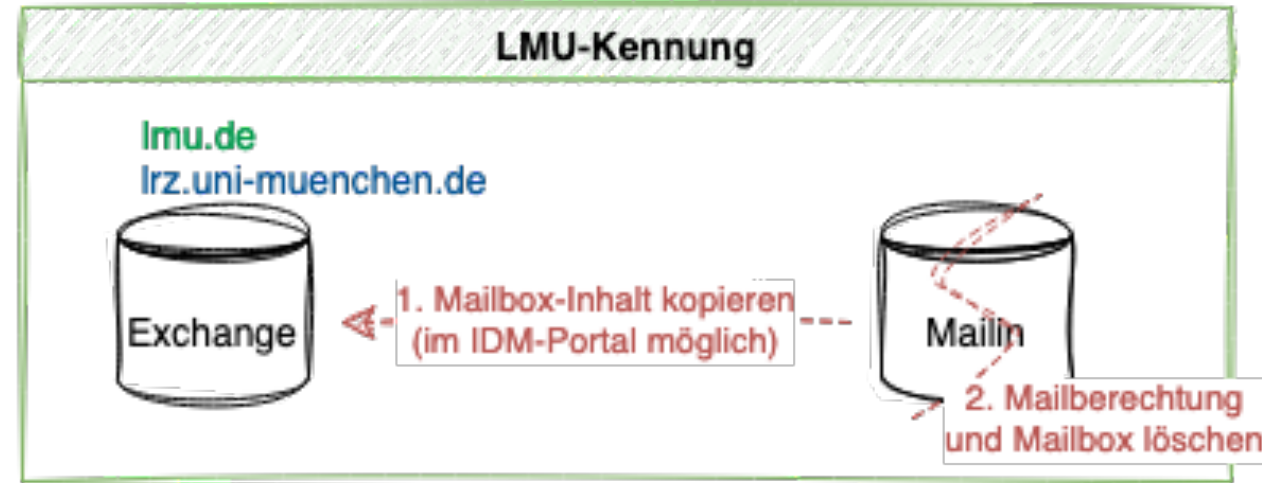 LMU-Kennung
lmu.de
lrz.uni-muenchen.de
1. Mailbox-Inhalt kopieren
(im IDM-Portal möglich)
Exchange
Mailin
2. Mailberechtung
und Mailbox löschen